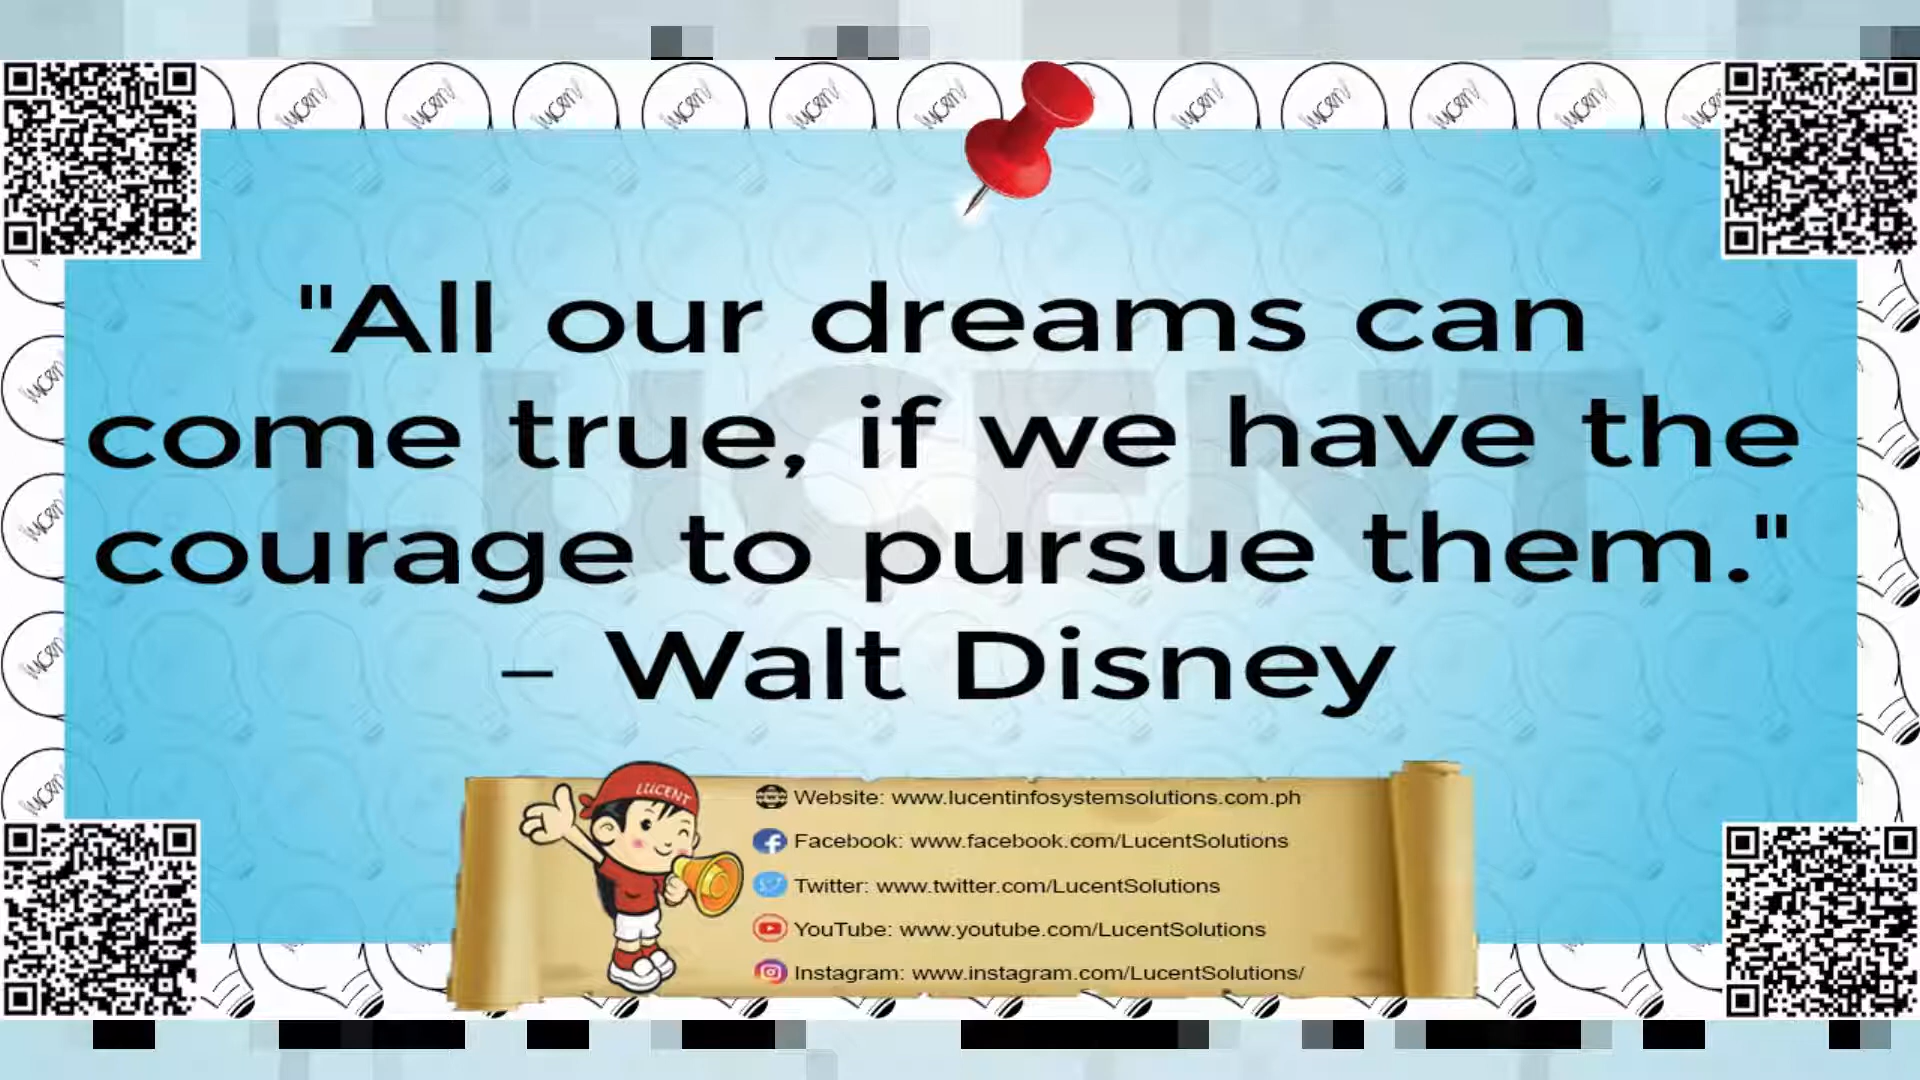 "All our dreams can
come true, if we have the
courage to pursue them."
– Walt Disney
LUCENT
LUCENT
Website: www.lucentinfosystemsolutions.com.ph
Facebook: www.facebook.com/LucentSolutions
Twitter: www.twitter.com/LucentSolutions
YouTube: www.youtube.com/LucentSolutions
Instagram: www.instagram.com/LucentSolutions/